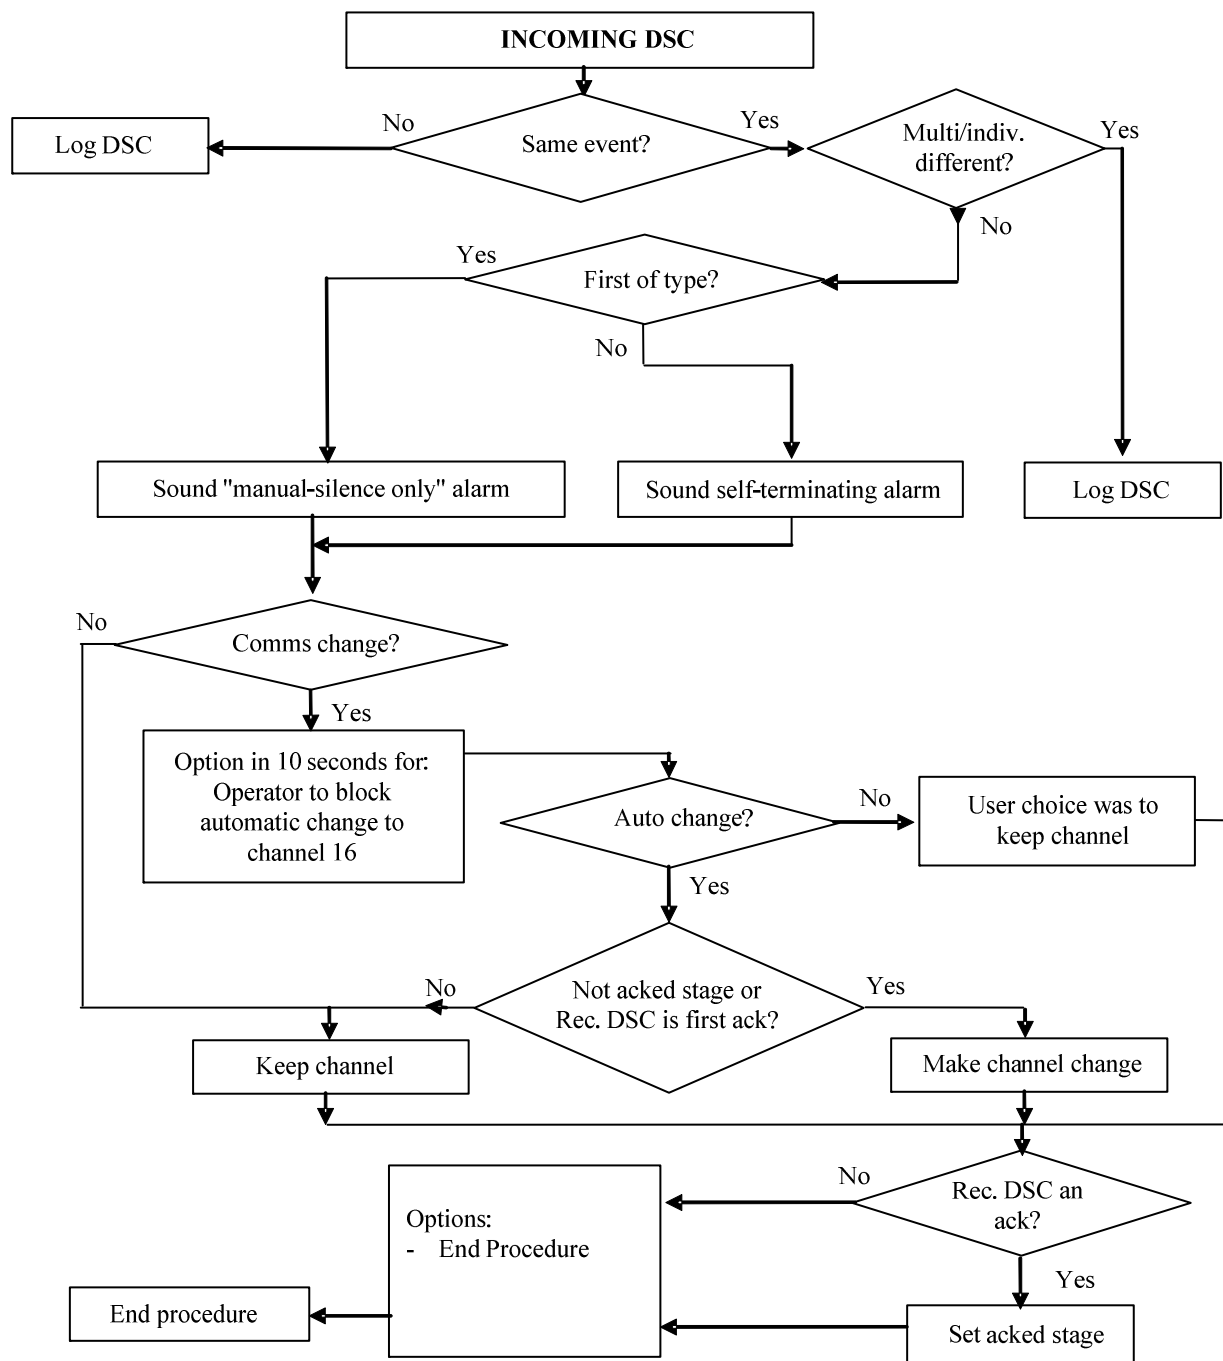 INCOMING DSC
No
Yes
Log DSC
Same event?
Multi/indiv.
different?
Yes
No
Yes
First of type?
No
Sound "manual-silence only" alarm
Sound self-terminating alarm
Log DSC
No
Comms change?
Yes
Option in 10 seconds for:
Operator to block
automatic change to
channel 16
Auto change?
No
User choice was to
keep channel
Yes
No
Not acked stage or
Rec. DSC is first ack?
Yes
Keep channel
Make channel change
No
Rec. DSC an
ack?
Options:
- End Procedure
Yes
End procedure
Set acked stage